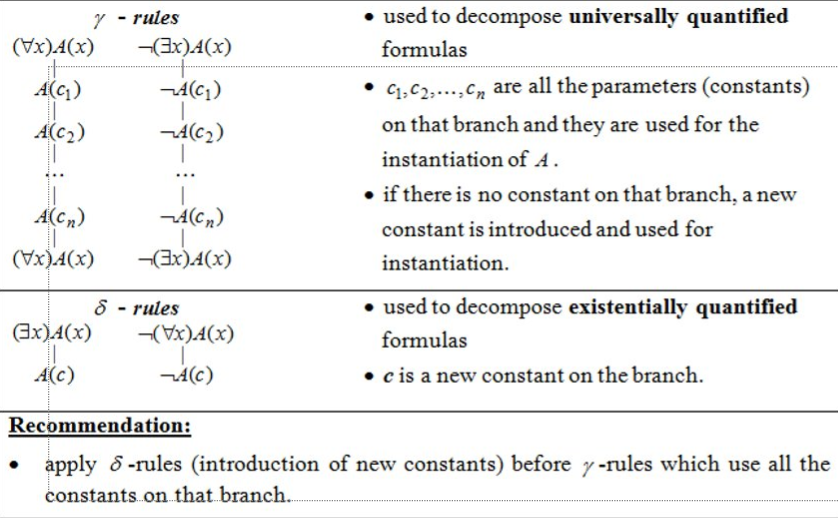 γ - rules
(∀x)A(x) ¬(∃x)A(x)
A(c₁) ¬A(c₁)
A(c₂) ¬A(c₂)
... ...
A(cₙ) ¬A(cₙ)
(∀x)A(x) ¬(∃x)A(x)
• used to decompose universally quantified
formulas
• c₁,c₂,...,cₙ are all the parameters (constants)
on that branch and they are used for the
instantiation of A .
• if there is no constant on that branch, a new
constant is introduced and used for
instantiation.
δ - rules
(∃x)A(x) ¬(∀x)A(x)
A(c) ¬A(c)
• used to decompose existentially quantified
formulas
• c is a new constant on the branch.
Recommendation:
• apply δ -rules (introduction of new constants) before γ -rules which use all the
constants on that branch.